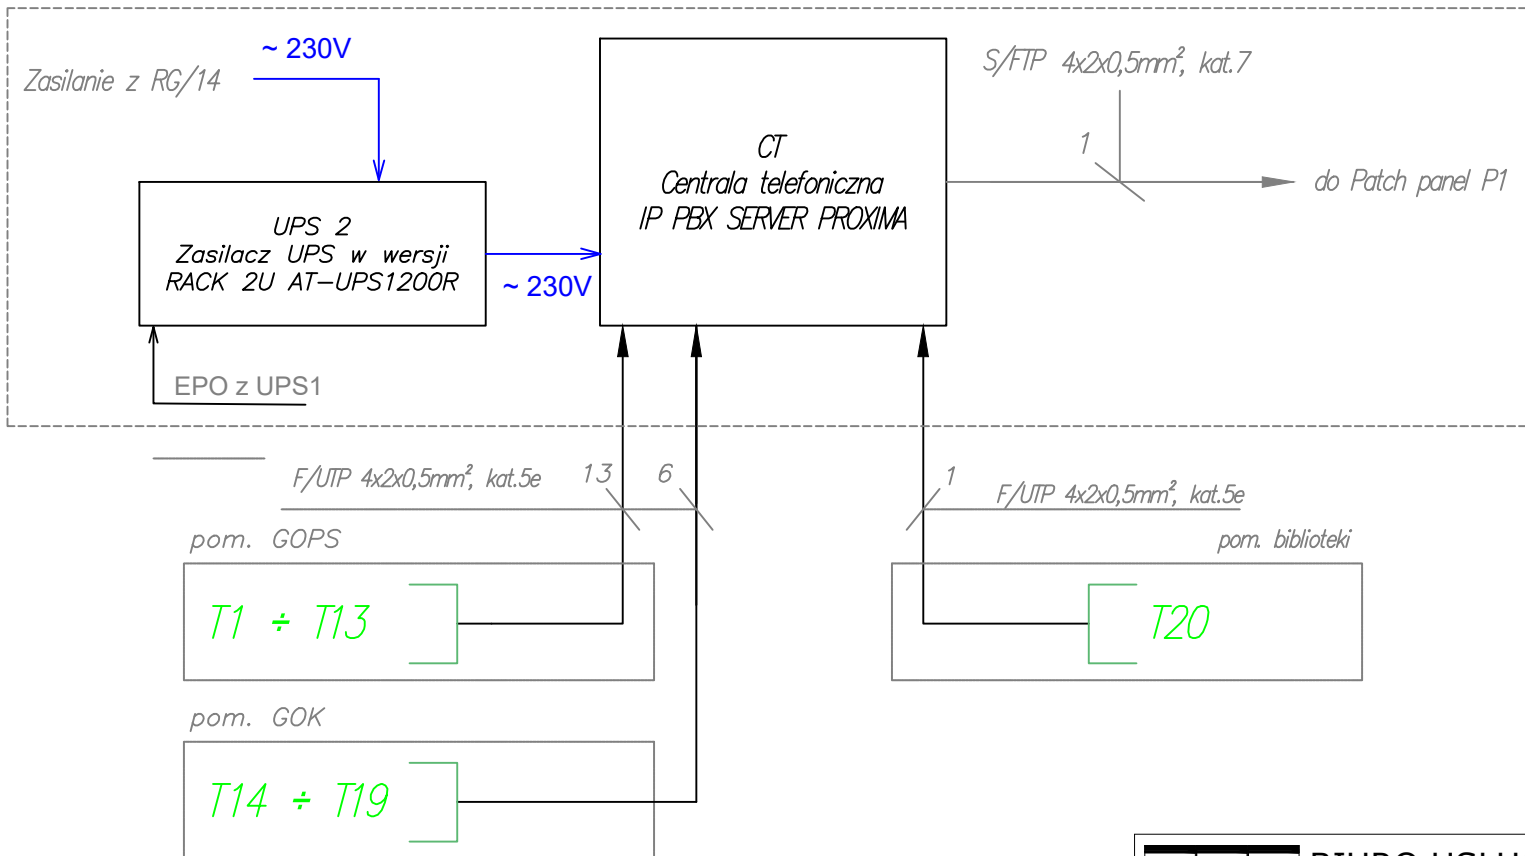 ~ 230V
Zasilanie z RG/14
S/FTP 4x2x0,5mm², kat.7
1
CT
Centrala telefoniczna
IP PBX SERVER PROXIMA
do Patch panel P1
UPS 2
Zasilacz UPS w wersji
RACK 2U AT-UPS1200R
~ 230V
EPO z UPS1
F/UTP 4x2x0,5mm², kat.5e
13
6
1
F/UTP 4x2x0,5mm², kat.5e
pom. GOPS
pom. biblioteki
T1 ÷ T13
T20
pom. GOK
T14 ÷ T19